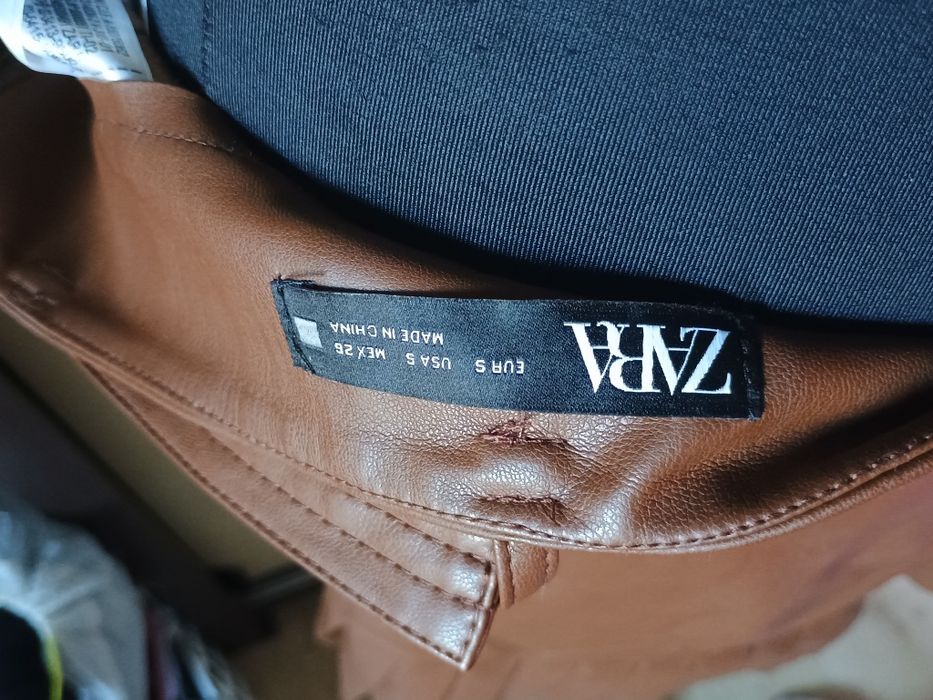 ZARA
EUR S   USA S   MEX 26
MADE IN CHINA